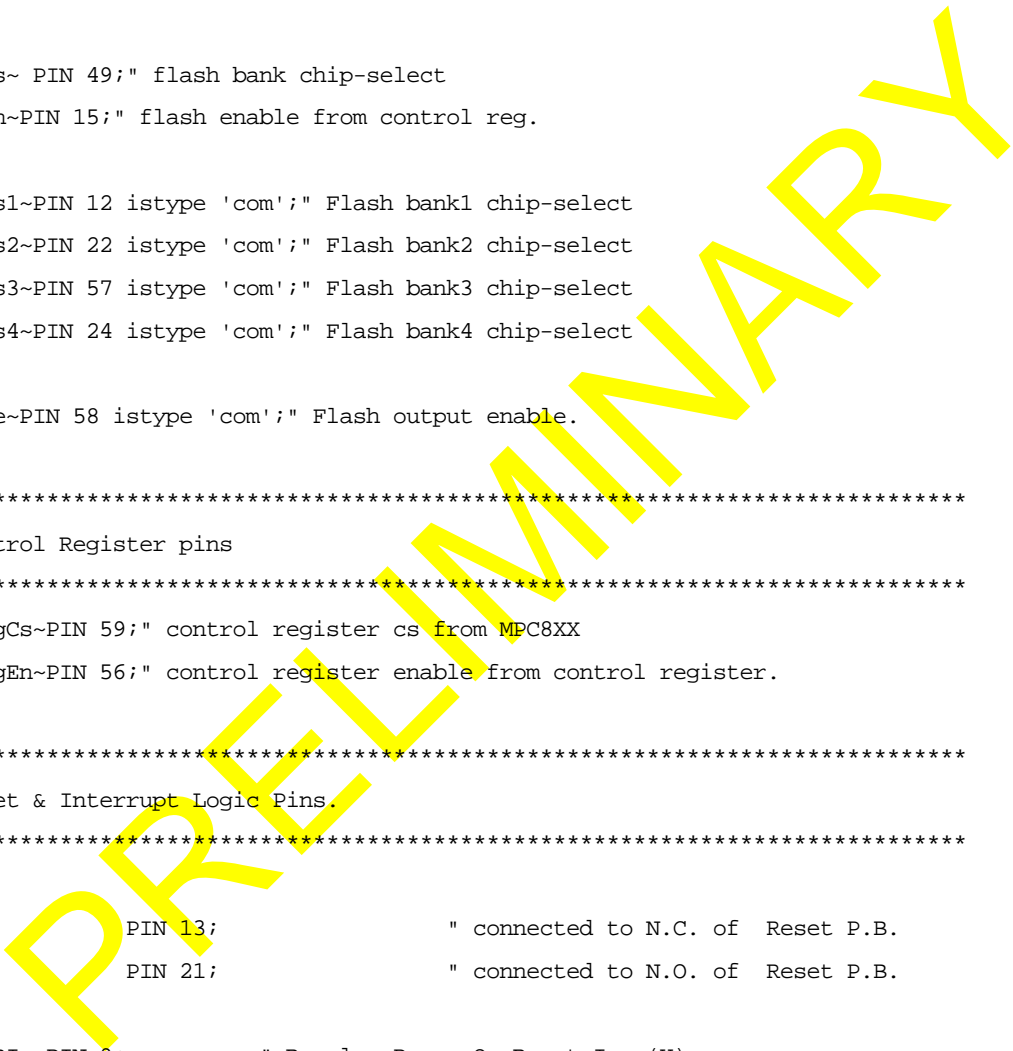 s~ PIN 49;" flash bank chip-select
n~PIN 15;" flash enable from control reg.
s1~PIN 12 istype 'com';" Flash bank1 chip-select
s2~PIN 22 istype 'com';" Flash bank2 chip-select
s3~PIN 57 istype 'com';" Flash bank3 chip-select
s4~PIN 24 istype 'com';" Flash bank4 chip-select
e~PIN 58 istype 'com';" Flash output enable.
**************************************************************************
trol Register pins
**************************************************************************
gCs~PIN 59;" control register cs from MPC8XX
gEn~PIN 56;" control register enable from control register.
**************************************************************************
et & Interrupt Logic Pins.
**************************************************************************
PIN 13; " connected to N.C. of Reset P.B.
PIN 21; " connected to N.O. of Reset P.B.
PRELIMINARY